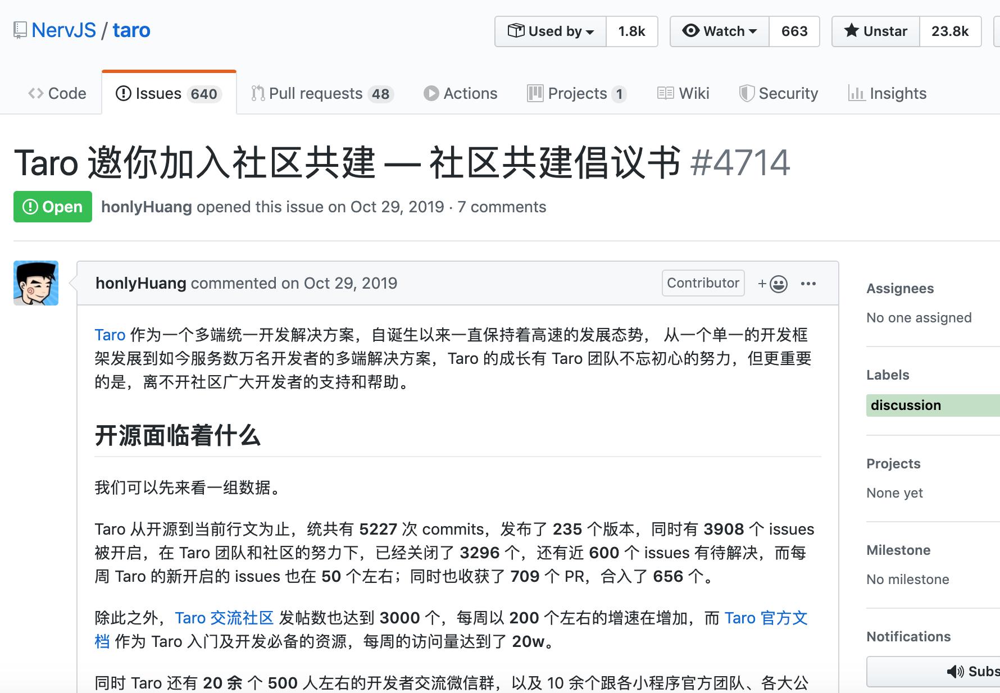 NervJS / taro
Used by 1.8k
Watch 663
Unstar 23.8k
Code
Issues 640
Pull requests 48
Actions
Projects 1
Wiki
Security
Insights
Taro 邀你加入社区共建 — 社区共建倡议书 #4714
Open
honlyHuang opened this issue on Oct 29, 2019 · 7 comments
honlyHuang commented on Oct 29, 2019
Contributor
Taro 作为一个多端统一开发解决方案，自诞生以来一直保持着高速的发展态势， 从一个单一的开发框
架发展到如今服务数万名开发者的多端解决方案，Taro 的成长有 Taro 团队不忘初心的努力，但更重要
的是，离不开社区广大开发者的支持和帮助。
开源面临着什么
我们可以先来看一组数据。
Taro 从开源到当前行文为止，统共有 5227 次 commits，发布了 235 个版本，同时有 3908 个 issues
被开启，在 Taro 团队和社区的努力下，已经关闭了 3296 个，还有近 600 个 issues 有待解决，而每
周 Taro 的新开启的 issues 也在 50 个左右；同时也收获了 709 个 PR，合入了 656 个。
除此之外，Taro 交流社区 发帖数也达到 3000 个，每周以 200 个左右的增速在增加，而 Taro 官方文
档 作为 Taro 入门及开发必备的资源，每周的访问量达到了 20w。
同时 Taro 还有 20 余 个 500 人左右的开发者交流微信群，以及 10 余个跟各小程序官方团队、各大公
Assignees
No one assigned
Labels
discussion
Projects
None yet
Milestone
No milestone
Notifications
Subs